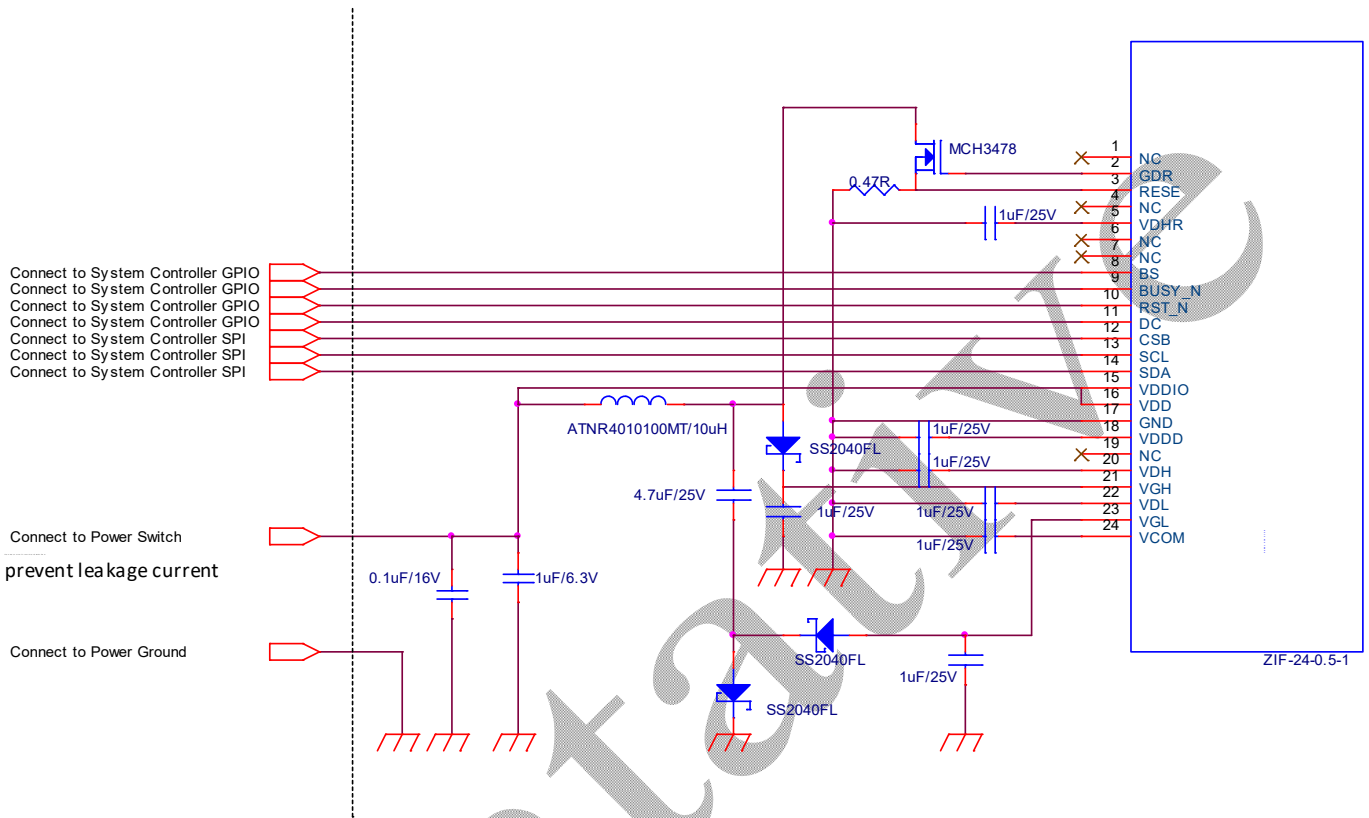 MCH3478
0.47R
1uF/25V
1 NC
2 GDR
3 RESE
4 NC
5 VDHR
6 NC
7 NC
8 BS
9 BUSY_N
10 RST_N
11 DC
12 CSB
13 SCL
14 SDA
15 VDDIO
16 VDD
17 GND
18 VDDD
19 NC
20 VDH
21 VGH
22 VDL
23 VGL
24 VCOM
ZIF-24-0.5-1
Connect to System Controller GPIO
Connect to System Controller GPIO
Connect to System Controller GPIO
Connect to System Controller GPIO
Connect to System Controller SPI
Connect to System Controller SPI
Connect to System Controller SPI
ATNR4010100MT/10uH
SS2040FL
1uF/25V
1uF/25V
4.7uF/25V
1uF/25V
1uF/25V
1uF/25V
Connect to Power Switch
prevent leakage current
0.1uF/16V
1uF/6.3V
Connect to Power Ground
SS2040FL
1uF/25V
SS2040FL
tative